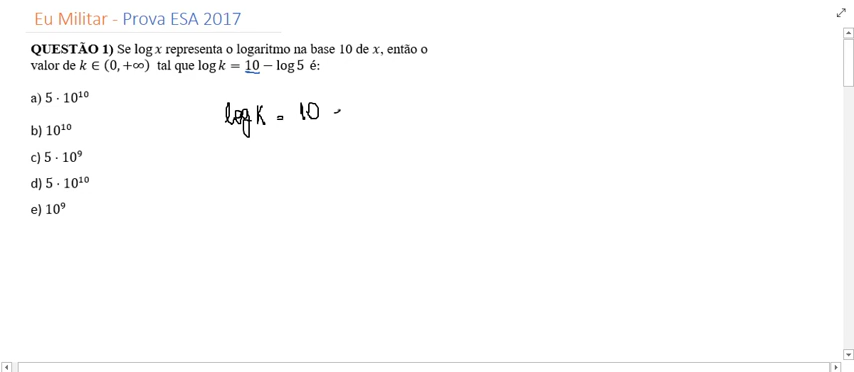 Eu Militar - Prova ESA 2017
QUESTÃO 1) Se log x representa o logaritmo na base 10 de x, então o
valor de k ∈ (0, +∞) tal que log k = 10 − log 5 é:
a) 5 · 10¹⁰
b) 10¹⁰
c) 5 · 10⁹
d) 5 · 10¹⁰
e) 10⁹
log K = 10 -